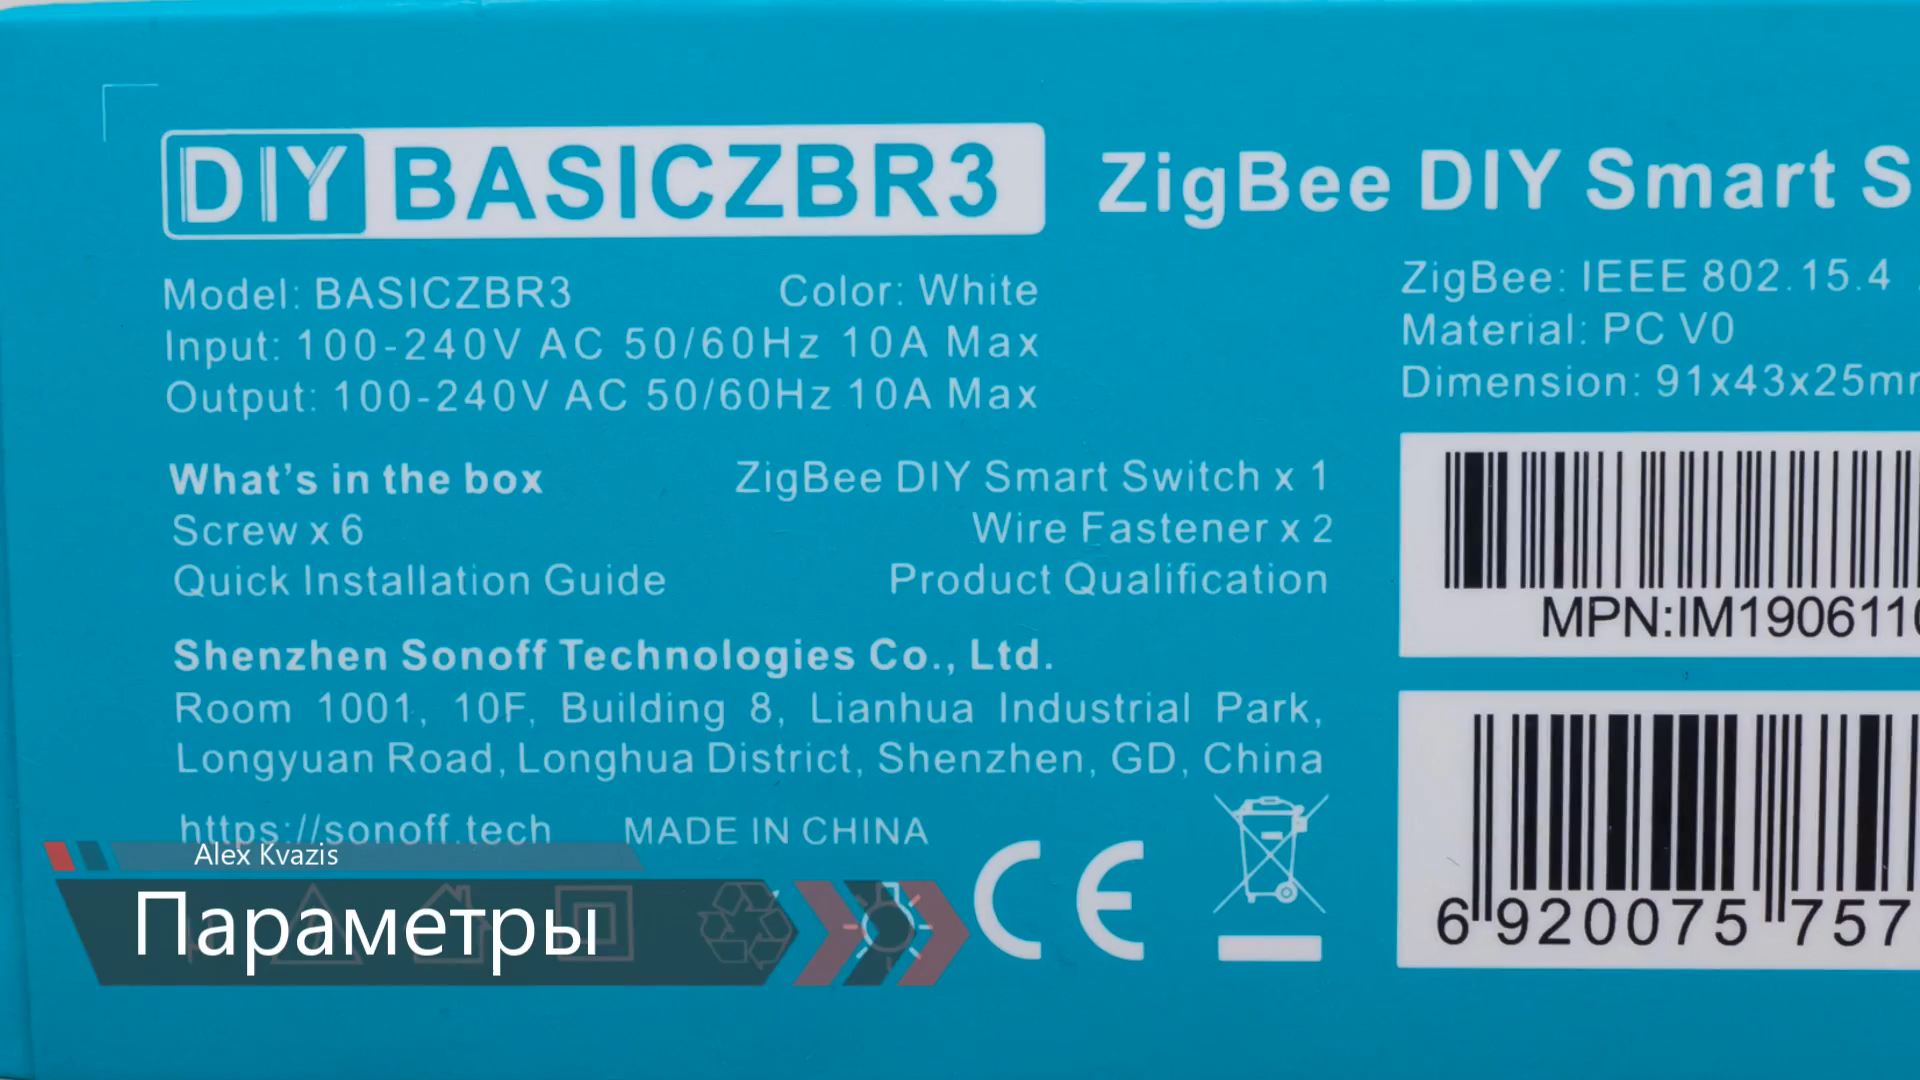 DIY BASICZBR3 ZigBee DIY Smart S
Model: BASICZBR3 Color: White
Input: 100-240V AC 50/60Hz 10A Max
Output: 100-240V AC 50/60Hz 10A Max
ZigBee: IEEE 802.15.4
Material: PC V0
Dimension: 91x43x25m
What's in the box ZigBee DIY Smart Switch x 1
Screw x 6 Wire Fastener x 2
Quick Installation Guide Product Qualification
MPN:IM190611
Shenzhen Sonoff Technologies Co., Ltd.
Room 1001, 10F, Building 8, Lianhua Industrial Park,
Longyuan Road, Longhua District, Shenzhen, GD, China
https://sonoff.tech MADE IN CHINA
CE
6 920075 757
Alex Kvazis
Параметры